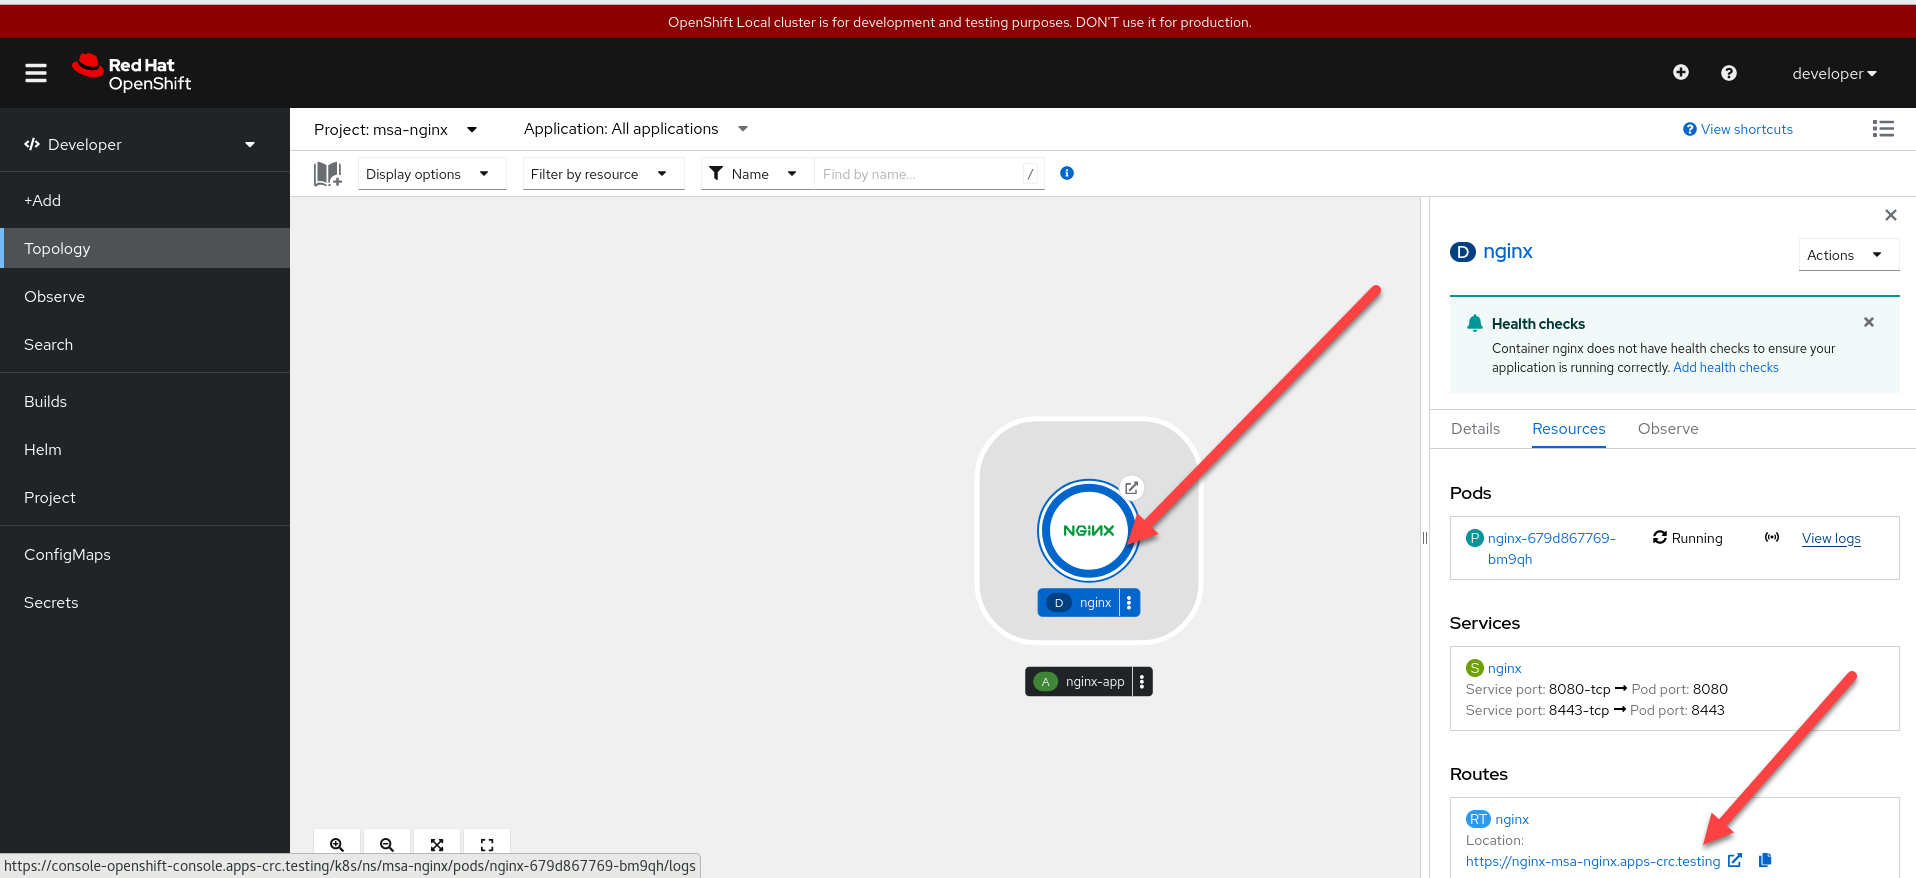 OpenShift Local cluster is for development and testing purposes. DON'T use it for production.
Red Hat
OpenShift
developer
Developer
+Add
Topology
Observe
Search
Builds
Helm
Project
ConfigMaps
Secrets
Project: msa-nginx
Application: All applications
View shortcuts
Display options
Filter by resource
Name
Find by name...
/
NGINX
D nginx
A nginx-app
D nginx
Actions
Health checks
Container nginx does not have health checks to ensure your
application is running correctly. Add health checks
Details Resources Observe
Pods
P nginx-679d867769-
bm9qh
Running
View logs
Services
S nginx
Service port: 8080-tcp → Pod port: 8080
Service port: 8443-tcp → Pod port: 8443
Routes
RT nginx
Location:
https://nginx-msa-nginx.apps-crc.testing
https://console-openshift-console.apps-crc.testing/k8s/ns/msa-nginx/pods/nginx-679d867769-bm9qh/logs